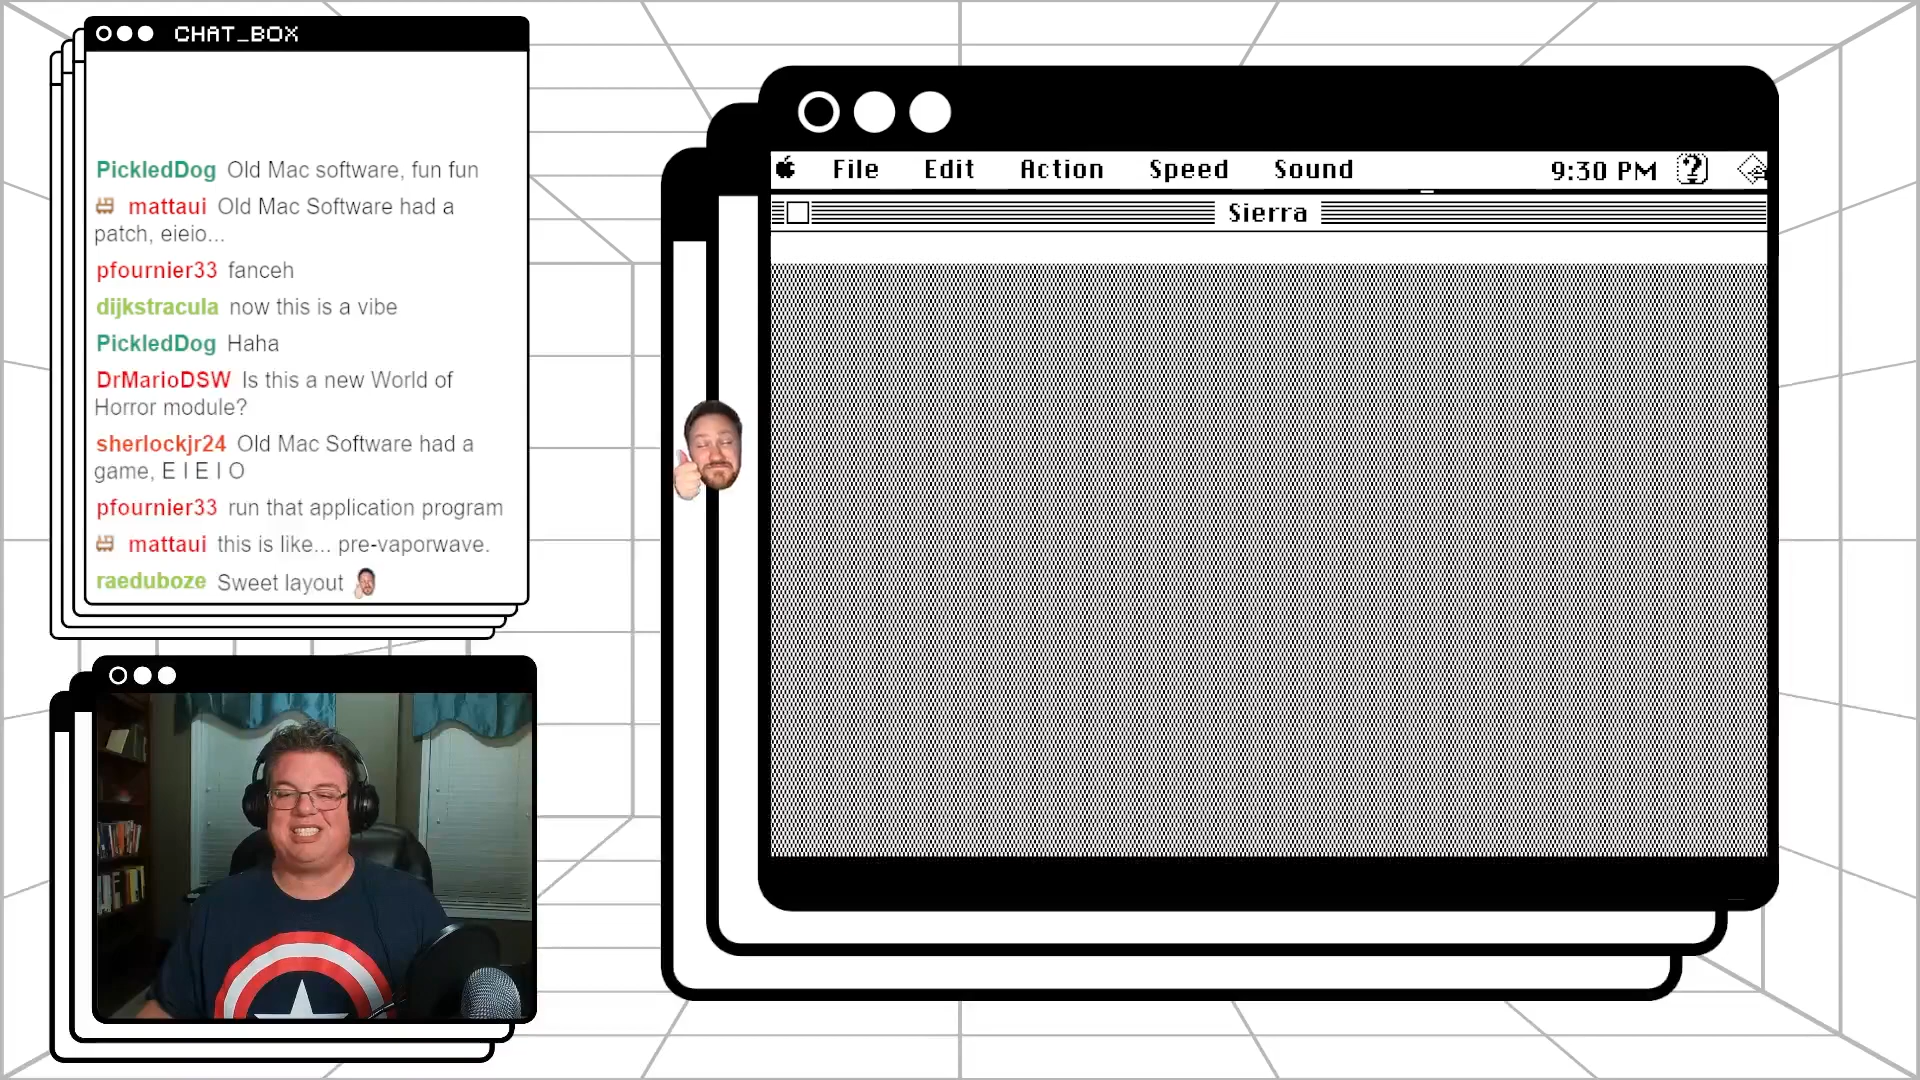 CHAT_BOX
PickledDog Old Mac software, fun fun
mattaui Old Mac Software had a
patch, eieio...
pfournier33 fanceh
dijkstracula now this is a vibe
PickledDog Haha
DrMarioDSW Is this a new World of
Horror module?
sherlockjr24 Old Mac Software had a
game, E I E I O
pfournier33 run that application program
mattaui this is like... pre-vaporwave.
raeduboze Sweet layout
File Edit Action Speed Sound 9:30 PM
Sierra